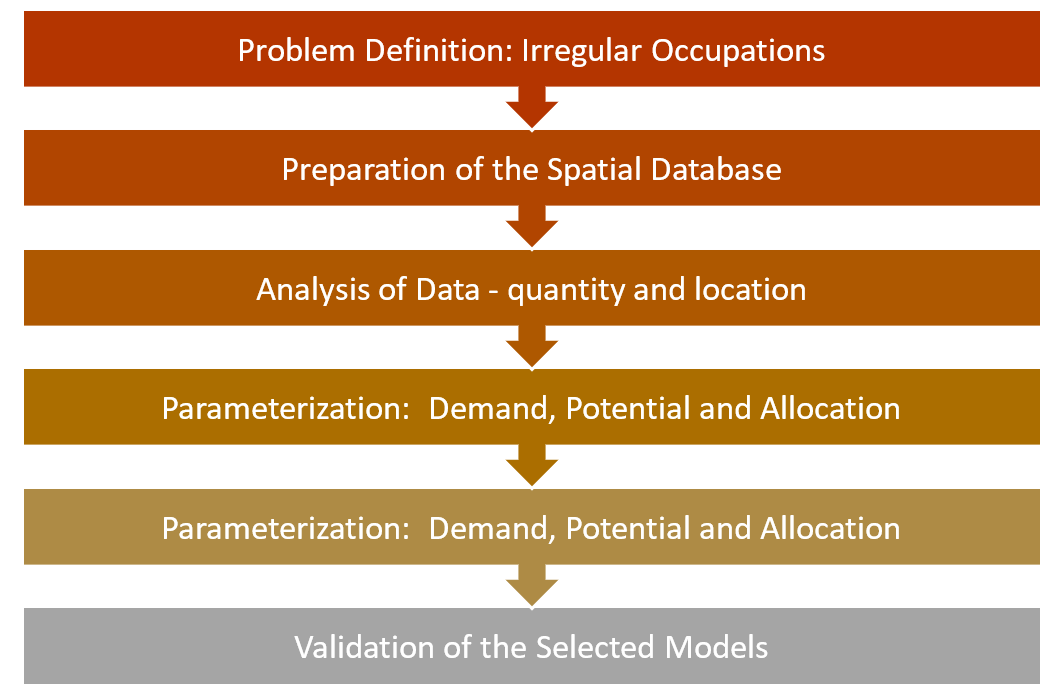 Problem Definition: Irregular Occupations
Preparation of the Spatial Database
Analysis of Data - quantity and location
Parameterization:  Demand, Potential and Allocation
Parameterization:  Demand, Potential and Allocation
Validation of the Selected Models